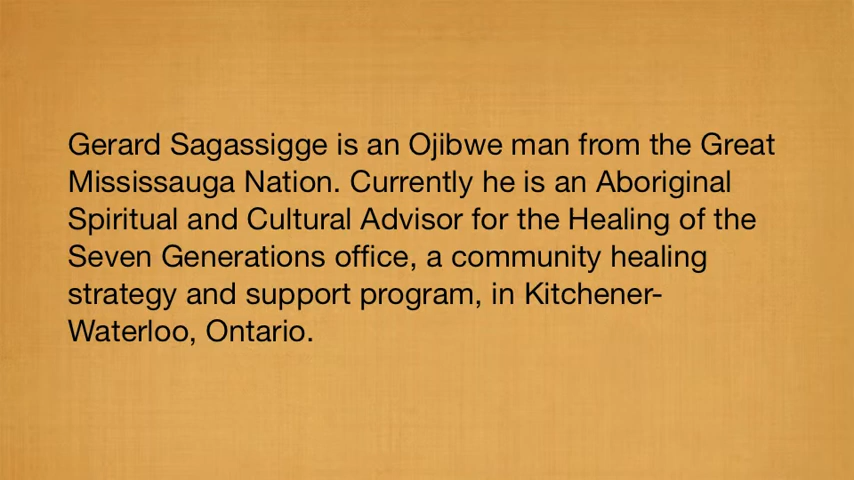 Gerard Sagassigge is an Ojibwe man from the Great
Mississauga Nation. Currently he is an Aboriginal
Spiritual and Cultural Advisor for the Healing of the
Seven Generations office, a community healing
strategy and support program, in Kitchener-
Waterloo, Ontario.